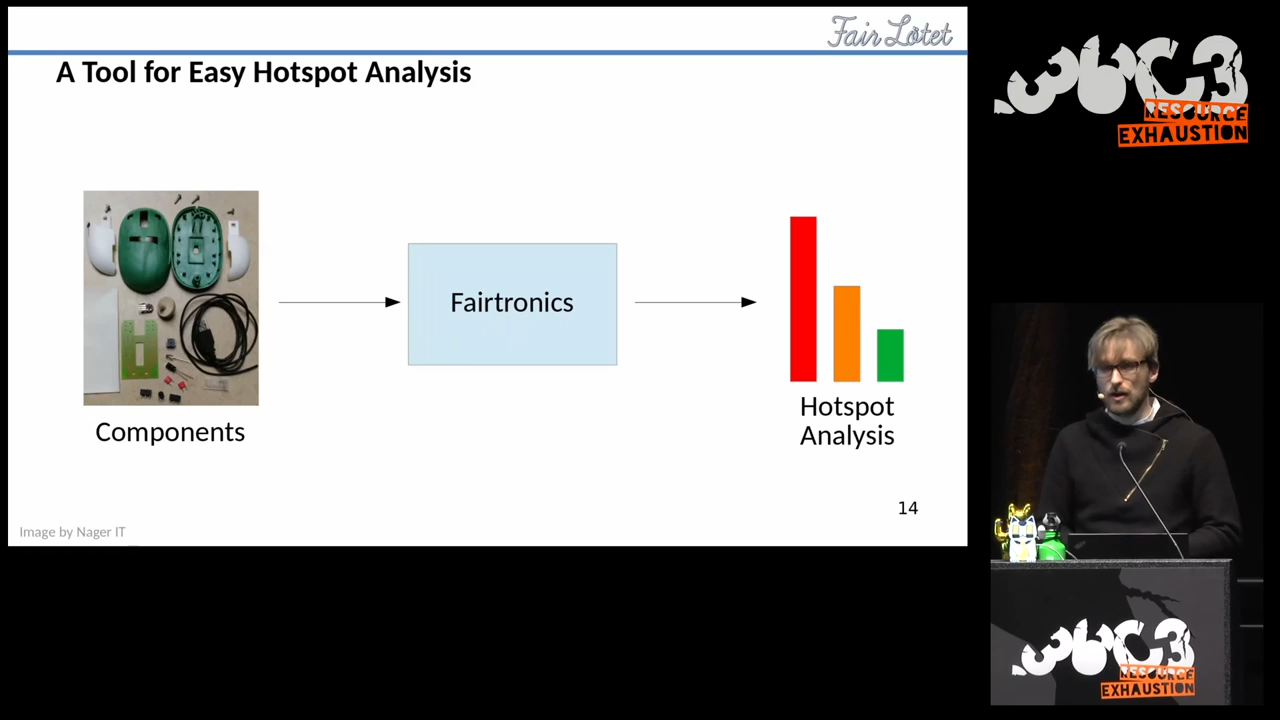 Fair Lötet
A Tool for Easy Hotspot Analysis
Components
Fairtronics
Hotspot
Analysis
14
Image by Nager IT
36C3
RESOURCE
EXHAUSTION
36C3
RESOURCE
EXHAUSTION